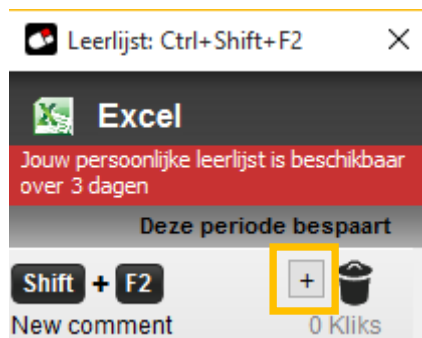 Leerlijst: Ctrl+Shift+F2
Excel
Jouw persoonlijke leerlijst is beschikbaar
over 3 dagen
Deze periode bespaart
Shift + F2 +
New comment 0 Kliks